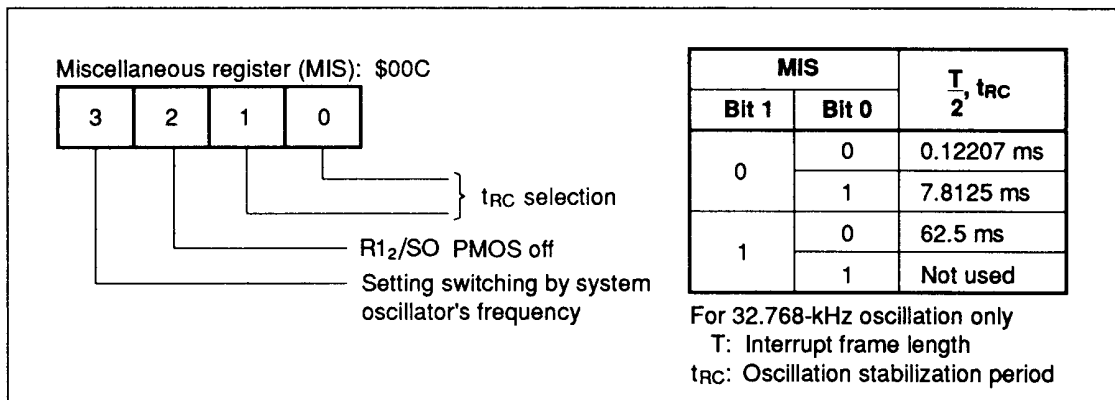 Miscellaneous register (MIS): $00C
3 2 1 0
tRC selection
R1₂/SO PMOS off
Setting switching by system
oscillator's frequency
MIS T/2, tRC
Bit 1 Bit 0
0 0 0.12207 ms
1 7.8125 ms
1 0 62.5 ms
1 Not used
For 32.768-kHz oscillation only
T: Interrupt frame length
tRC: Oscillation stabilization period